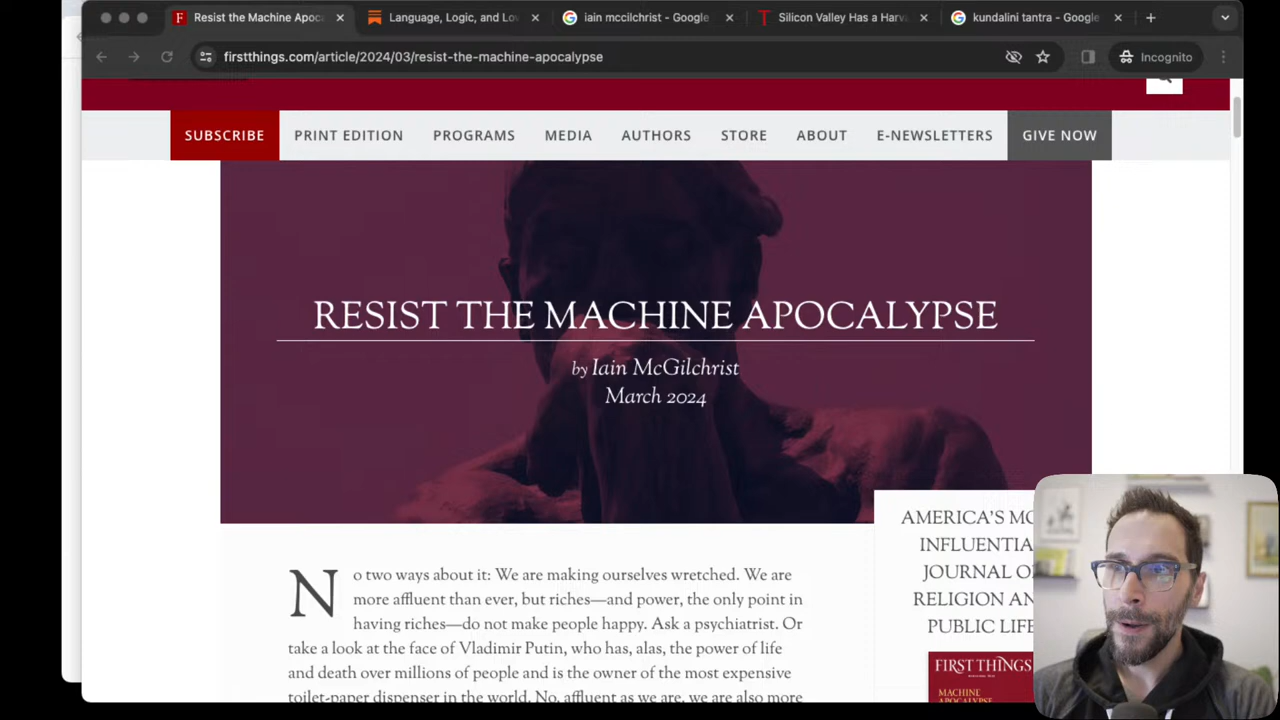 Resist the Machine Apoca
Language, Logic, and Lov
iain mccilchrist - Google
Silicon Valley Has a Harv
kundalini tantra - Google
firstthings.com/article/2024/03/resist-the-machine-apocalypse
Incognito
SUBSCRIBE
PRINT EDITION
PROGRAMS
MEDIA
AUTHORS
STORE
ABOUT
E-NEWSLETTERS
GIVE NOW
RESIST THE MACHINE APOCALYPSE
by Iain McGilchrist
March 2024
No two ways about it: We are making ourselves wretched. We are
more affluent than ever, but riches—and power, the only point in
having riches—do not make people happy. Ask a psychiatrist. Or
take a look at the face of Vladimir Putin, who has, alas, the power of life
and death over millions of people and is the owner of the most expensive
toilet-paper dispenser in the world. No, affluent as we are, we are also more
AMERICA'S MO
INFLUENTIA
JOURNAL O
RELIGION AN
PUBLIC LIFE
FIRST THINGS
MACHINE
APOCALYPSE